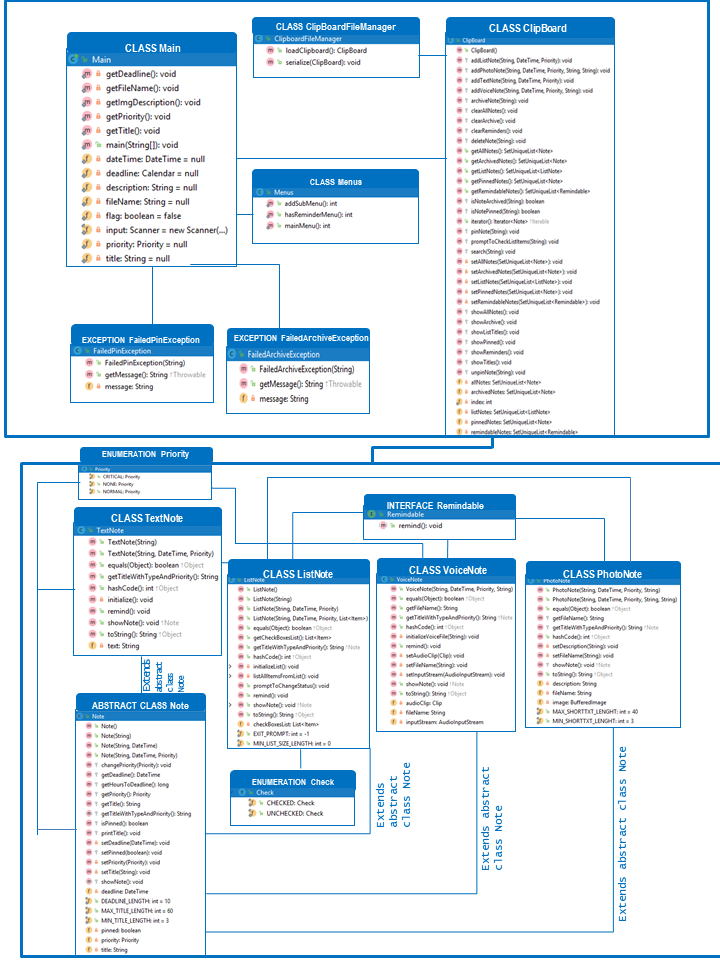 CLASS ClipBoardFileManager
ClipboardFileManager
loadClipboard(): ClipBoard
serialize(ClipBoard): void
CLASS Main
Main
getDeadline(): void
getFileName(): void
getImgDescription(): void
getPriority(): void
getTitle(): void
main(String[]): void
dateTime: DateTime = null
deadline: Calendar = null
description: String = null
fileName: String = null
flag: boolean = false
input: Scanner = new Scanner(...)
priority: Priority = null
title: String = null
CLASS Menus
Menus
addSubMenu(): int
hasReminderMenu(): int
mainMenu(): int
CLASS ClipBoard
ClipBoard
ClipBoard()
addListNote(String, DateTime, Priority): void
addPhotoNote(String, DateTime, Priority, String, String): void
addTextNote(String, DateTime, Priority): void
addVoiceNote(String, DateTime, Priority, String): void
archiveNote(String): void
clearAllNotes(): void
clearArchive(): void
clearReminders(): void
deleteNote(String): void
getAllNotes(): SetUniqueList<Note>
getArchivedNotes(): SetUniqueList<Note>
getListNotes(): SetUniqueList<ListNote>
getPinnedNotes(): SetUniqueList<Note>
getRemindableNotes(): SetUniqueList<Remindable>
isNoteArchived(String): boolean
isNotePinned(String): boolean
iterator(): Iterator<Note> ↑Iterable
pinNote(String): void
promptToCheckListItems(String): void
search(String): void
setAllNotes(SetUniqueList<Note>): void
setArchivedNotes(SetUniqueList<Note>): void
setListNotes(SetUniqueList<ListNote>): void
setPinnedNotes(SetUniqueList<Note>): void
setRemindableNotes(SetUniqueList<Remindable>): void
showAllNotes(): void
showArchive(): void
showListTitles(): void
showPinned(): void
showReminders(): void
showTitles(): void
unpinNote(String): void
allNotes: SetUniqueList<Note>
archivedNotes: SetUniqueList<Note>
index: int
listNotes: SetUniqueList<ListNote>
pinnedNotes: SetUniqueList<Note>
remindableNotes: SetUniqueList<Remindable>
EXCEPTION FailedPinException
FailedPinException
FailedPinException(String)
getMessage(): String ↑Throwable
message: String
EXCEPTION FailedArchiveException
FailedArchiveException
FailedArchiveException(String)
getMessage(): String ↑Throwable
message: String
ENUMERATION Priority
Priority
CRITICAL: Priority
NONE: Priority
NORMAL: Priority
INTERFACE Remindable
Remindable
remind(): void
CLASS TextNote
TextNote
TextNote(String)
TextNote(String, DateTime, Priority)
equals(Object): boolean ↑Object
getTitleWithTypeAndPriority(): String
hashCode(): int ↑Object
initialize(): void
remind(): void
showNote(): void ↑Note
toString(): String ↑Object
text: String
CLASS ListNote
ListNote
ListNote()
ListNote(String)
ListNote(String, DateTime, Priority)
ListNote(String, DateTime, Priority, List<Item>)
equals(Object): boolean ↑Object
getCheckBoxesList(): List<Item>
getTitleWithTypeAndPriority(): String ↑Note
hashCode(): int ↑Object
initializeList(): void
listAllItemsFromList(): void
promptToChangeStatus(): void
remind(): void
showNote(): void ↑Note
toString(): String ↑Object
checkBoxesList: List<Item>
EXIT_PROMPT: int = -1
MIN_LIST_SIZE_LENGTH: int = 0
CLASS VoiceNote
VoiceNote
VoiceNote(String, DateTime, Priority, String)
equals(Object): boolean ↑Object
getFileName(): String
getTitleWithTypeAndPriority(): String ↑Note
hashCode(): int ↑Object
initializeVoiceFile(String): void
remind(): void
setAudioClip(Clip): void
setFileName(String): void
setInputStream(AudioInputStream): void
showNote(): void ↑Note
toString(): String ↑Object
audioClip: Clip
fileName: String
inputStream: AudioInputStream
CLASS PhotoNote
PhotoNote
PhotoNote(String, DateTime, Priority, String)
PhotoNote(String, DateTime, Priority, String, String)
equals(Object): boolean ↑Object
getFileName(): String
getTitleWithTypeAndPriority(): String ↑Note
hashCode(): int ↑Object
setDescription(String): void
setFileName(String): void
showNote(): void ↑Note
toString(): String ↑Object
description: String
fileName: String
image: BufferedImage
MAX_SHORTTXT_LENGHT: int = 40
MIN_SHORTTXT_LENGHT: int = 3
Extends
abstract
class
Note
ABSTRACT CLASS Note
Note
Note()
Note(String)
Note(String, DateTime)
Note(String, DateTime, Priority)
changePriority(Priority): void
getDeadline(): DateTime
getHoursToDeadline(): long
getPriority(): Priority
getTitle(): String
getTitleWithTypeAndPriority(): String
isPinned(): boolean
printTitle(): void
setDeadline(DateTime): void
setPinned(boolean): void
setPriority(Priority): void
setTitle(String): void
showNote(): void
deadline: DateTime
DEADLINE_LENGTH: int = 10
MAX_TITLE_LENGTH: int = 60
MIN_TITLE_LENGTH: int = 3
pinned: boolean
priority: Priority
title: String
ENUMERATION Check
Check
CHECKED: Check
UNCHECKED: Check
Extends
abstract
class Note
Extends abstract
class Note
Extends abstract class Note